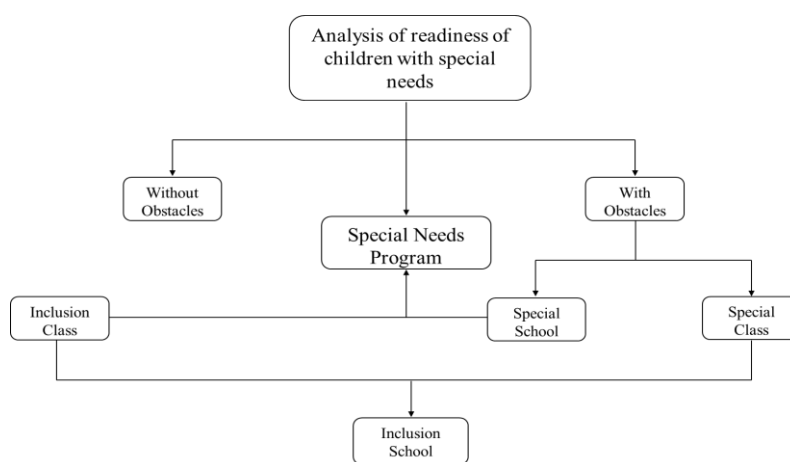 Analysis of readiness of
children with special
needs
Without
Obstacles
With
Obstacles
Special Needs
Program
Inclusion
Class
Special
School
Special
Class
Inclusion
School